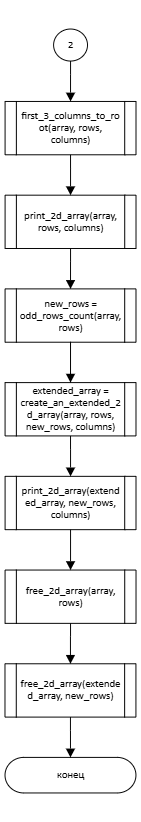 2
first_3_columns_to_ro
ot(array, rows,
columns)
print_2d_array(array,
rows, columns)
new_rows =
odd_rows_count(array,
rows)
extended_array =
create_an_extended_2
d_array(array, rows,
new_rows, columns)
print_2d_array(extend
ed_array, new_rows,
columns)
free_2d_array(array,
rows)
free_2d_array(extende
d_array, new_rows)
конец